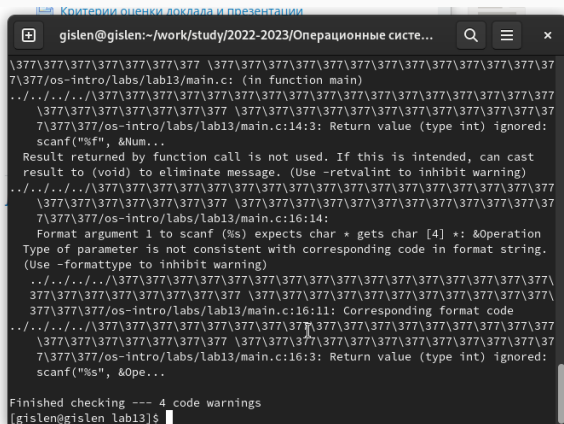 Критерии оценки доклада и презентации
gislen@gislen:~/work/study/2022-2023/Операционные систе...
\377\377\377\377\377\377\377 \377\377\377\377\377\377\377\377\377\377\37
7\377/os-intro/labs/lab13/main.c: (in function main)
../../../../\377\377\377\377\377\377\377\377\377\377\377\377\377\377\377\377
\377\377\377\377\377\377\377\377 \377\377\377\377\377\377\377\377\377\37
7\377\377/os-intro/labs/lab13/main.c:14:3: Return value (type int) ignored:
scanf("%f", &Num...
Result returned by function call is not used. If this is intended, can cast
result to (void) to eliminate message. (Use -retvalint to inhibit warning)
../../../../\377\377\377\377\377\377\377\377\377\377\377\377\377\377\377\377
\377\377\377\377\377\377\377\377 \377\377\377\377\377\377\377\377\377\37
7\377\377/os-intro/labs/lab13/main.c:16:14:
Format argument 1 to scanf (%s) expects char * gets char [4] *: &Operation
Type of parameter is not consistent with corresponding code in format string.
(Use -formattype to inhibit warning)
../../../../\377\377\377\377\377\377\377\377\377\377\377\377\377\377\377\
377\377\377\377\377\377\377\377 \377\377\377\377\377\377\377\377\377\377\
377\377\377/os-intro/labs/lab13/main.c:16:11: Corresponding format code
../../../../\377\377\377\377\377\377\377\377\377\377\377\377\377\377\377\377
\377\377\377\377\377\377\377\377 \377\377\377\377\377\377\377\377\377\37
7\377\377/os-intro/labs/lab13/main.c:16:3: Return value (type int) ignored:
scanf("%s", &Ope...
Finished checking --- 4 code warnings
[gislen@gislen lab13]$